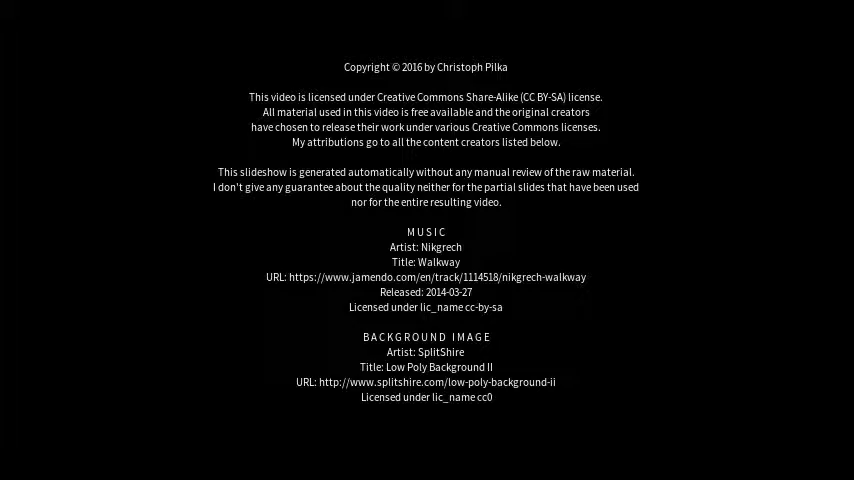 Copyright © 2016 by Christoph Pilka
This video is licensed under Creative Commons Share-Alike (CC BY-SA) license.
All material used in this video is free available and the original creators
have chosen to release their work under various Creative Commons licenses.
My attributions go to all the content creators listed below.
This slideshow is generated automatically without any manual review of the raw material.
I don't give any guarantee about the quality neither for the partial slides that have been used
nor for the entire resulting video.
MUSIC
Artist: Nikgrech
Title: Walkway
URL: https://www.jamendo.com/en/track/1114518/nikgrech-walkway
Released: 2014-03-27
Licensed under lic_name cc-by-sa
BACKGROUND IMAGE
Artist: SplitShire
Title: Low Poly Background II
URL: http://www.splitshire.com/low-poly-background-ii
Licensed under lic_name cc0